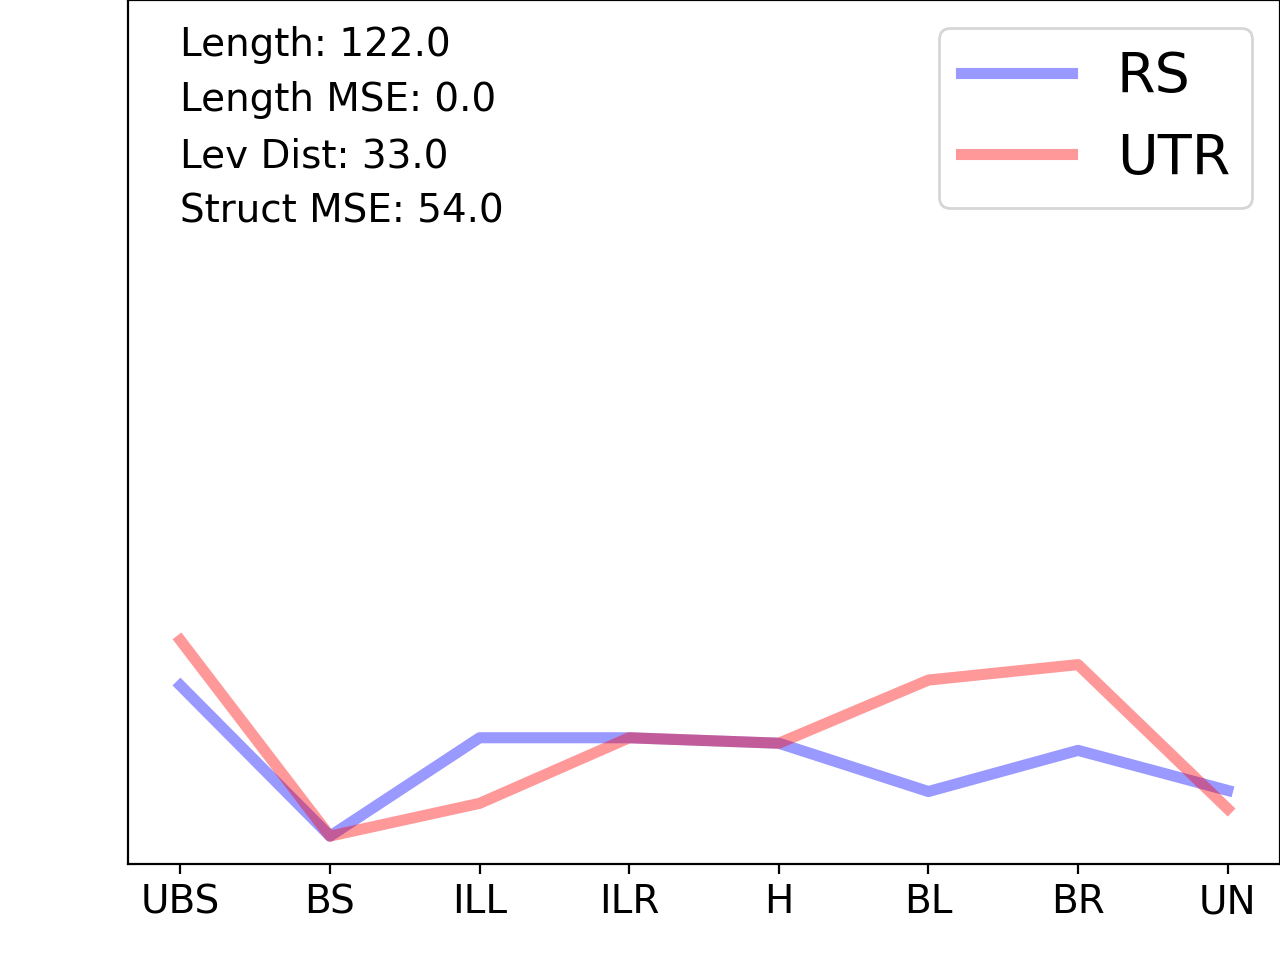 Length: 122.0
Length MSE: 0.0
Lev Dist: 33.0
Struct MSE: 54.0
RS
UTR
UBS BS ILL ILR H BL BR UN